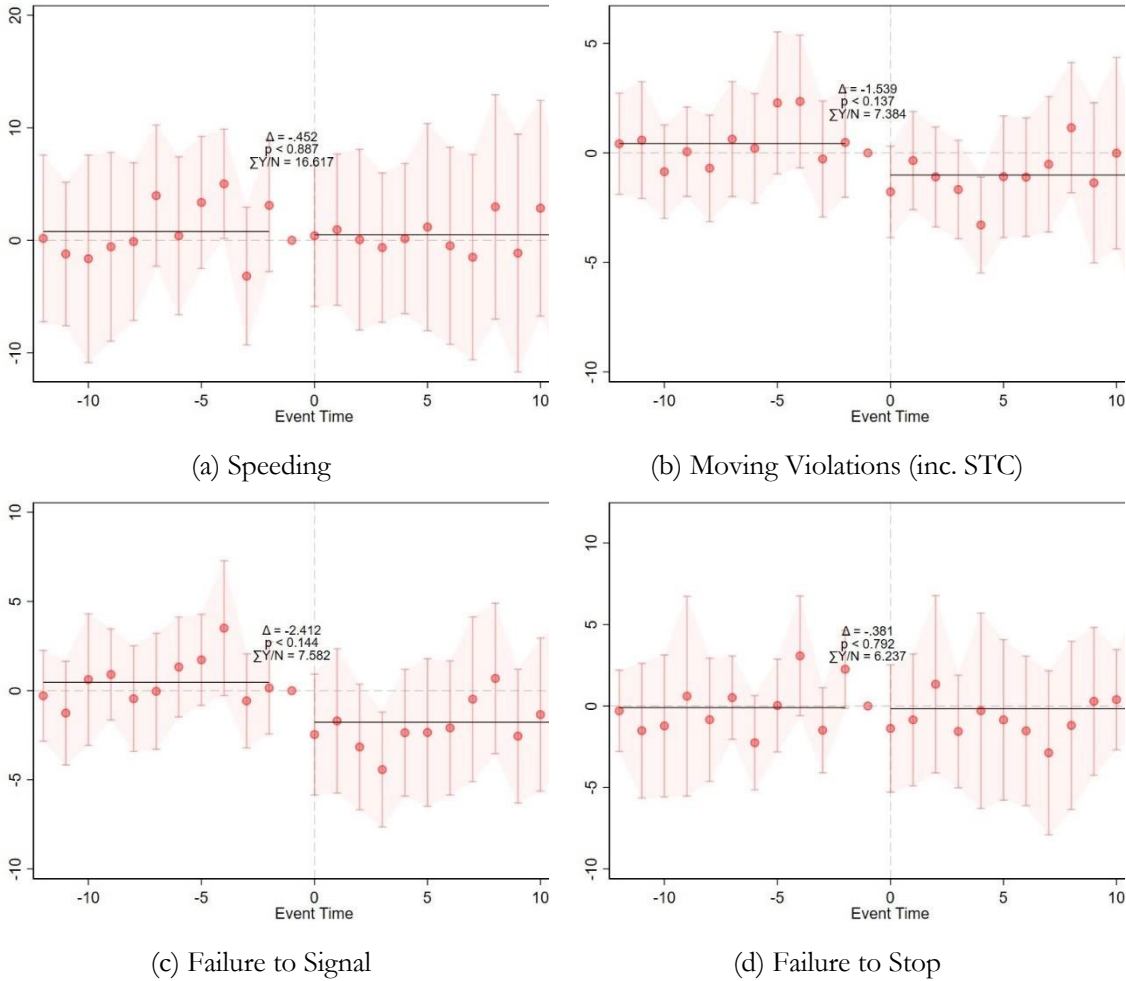 20
10
0
-10
Δ = -.452
p < 0.887
∑Y/N = 16.617
-10 -5 0 5 10
Event Time
(a) Speeding
5
0
-5
-10
Δ = -1.539
p < 0.137
∑Y/N = 7.384
-10 -5 0 5 10
Event Time
(b) Moving Violations (inc. STC)
10
5
0
-5
-10
Δ = -2.412
p < 0.144
∑Y/N = 7.582
-10 -5 0 5 10
Event Time
(c) Failure to Signal
10
5
0
-5
-10
Δ = -.381
p < 0.792
∑Y/N = 6.237
-10 -5 0 5 10
Event Time
(d) Failure to Stop